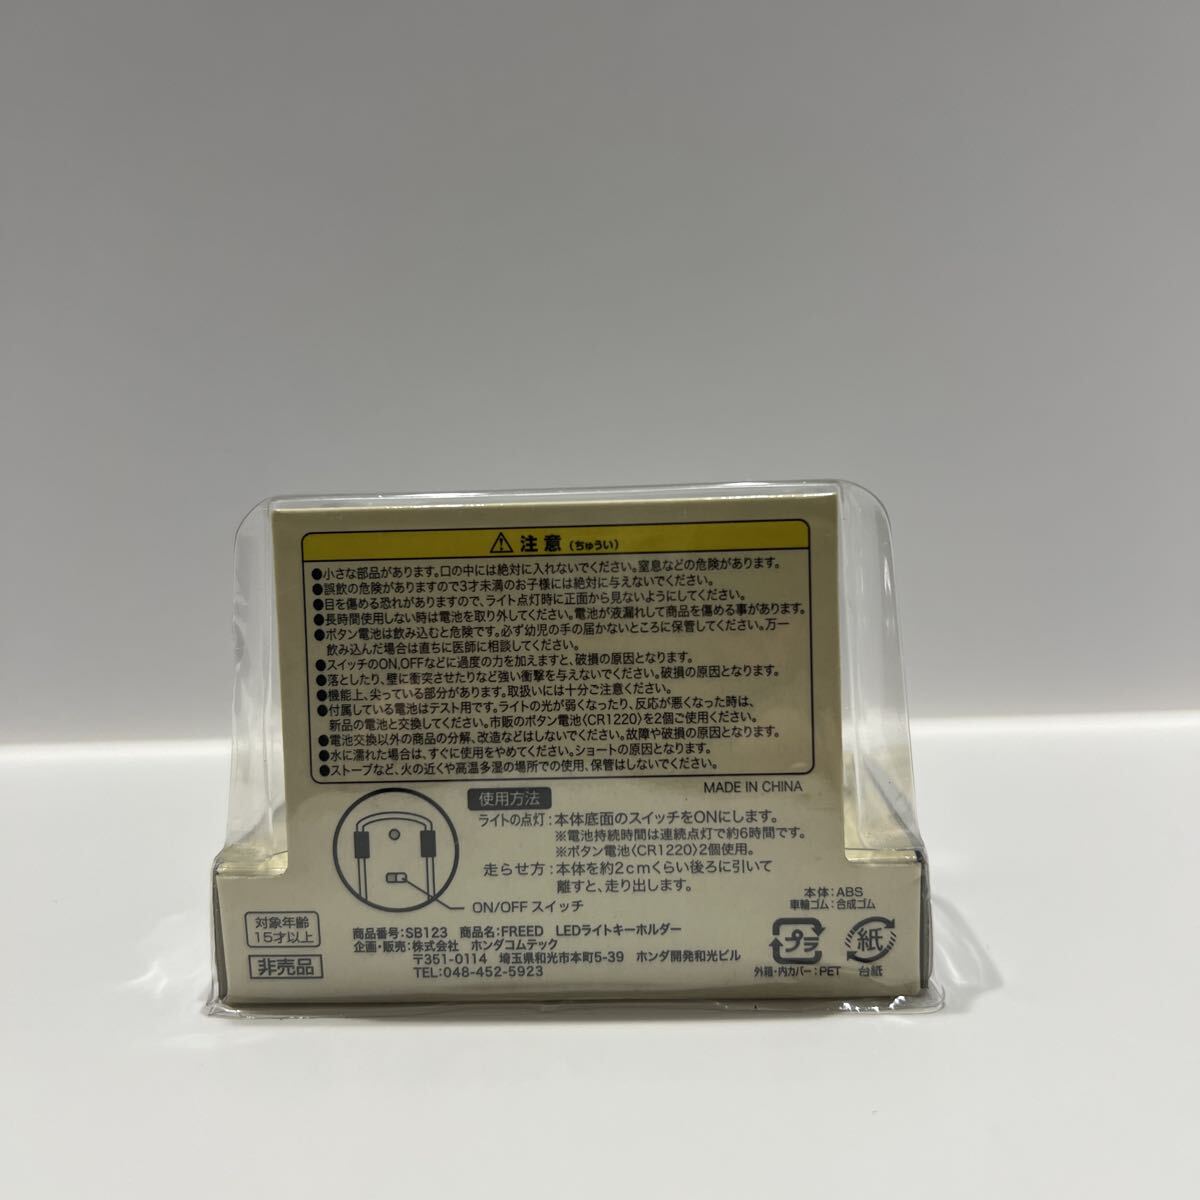 注意(ちゅうい)
●小さな部品があります。口の中には絶対に入れないでください。窒息などの危険があります。
●誤飲の危険がありますので3才未満のお子様には絶対に与えないでください。
●目を傷める恐れがありますので、ライト点灯時に正面から見ないようにしてください。
●長時間使用しない時は電池を取り外してください。電池が液漏れして商品を傷める事があります。
●ボタン電池は飲み込むと危険です。必ず幼児の手の届かないところに保管してください。万一
飲み込んだ場合は直ちに医師に相談してください。
●スイッチのON,OFFなどに過度の力を加えますと、破損の原因となります。
●落としたり、壁に衝突させたりなど強い衝撃を与えないでください。破損の原因となります。
●機能上、尖っている部分があります。取扱いには十分ご注意ください。
●付属している電池はテスト用です。ライトの光が弱くなったり、反応が悪くなった時は、
新品の電池と交換してください。市販のボタン電池〈CR1220〉を2個ご使用ください。
●電池交換以外の商品の分解、改造などはしないでください。故障や破損の原因となります。
●水に濡れた場合は、すぐに使用をやめてください。ショートの原因となります。
●ストーブなど、火の近くや高温多湿の場所での使用、保管はしないでください。
MADE IN CHINA
使用方法
ライトの点灯:本体底面のスイッチをONにします。
※電池持続時間は連続点灯で約6時間です。
※ボタン電池〈CR1220〉2個使用。
走らせ方:本体を約2cmくらい後ろに引いて
離すと、走り出します。
ON/OFF スイッチ
本体:ABS
車輪ゴム:合成ゴム
対象年齢
15才以上
非売品
商品番号:SB123 商品名:FREED LEDライトキーホルダー
企画・販売:株式会社 ホンダコムテック
〒351-0114 埼玉県和光市本町5-39 ホンダ開発和光ビル
TEL:048-452-5923
プラ
外箱・内カバー:PET
紙
台紙